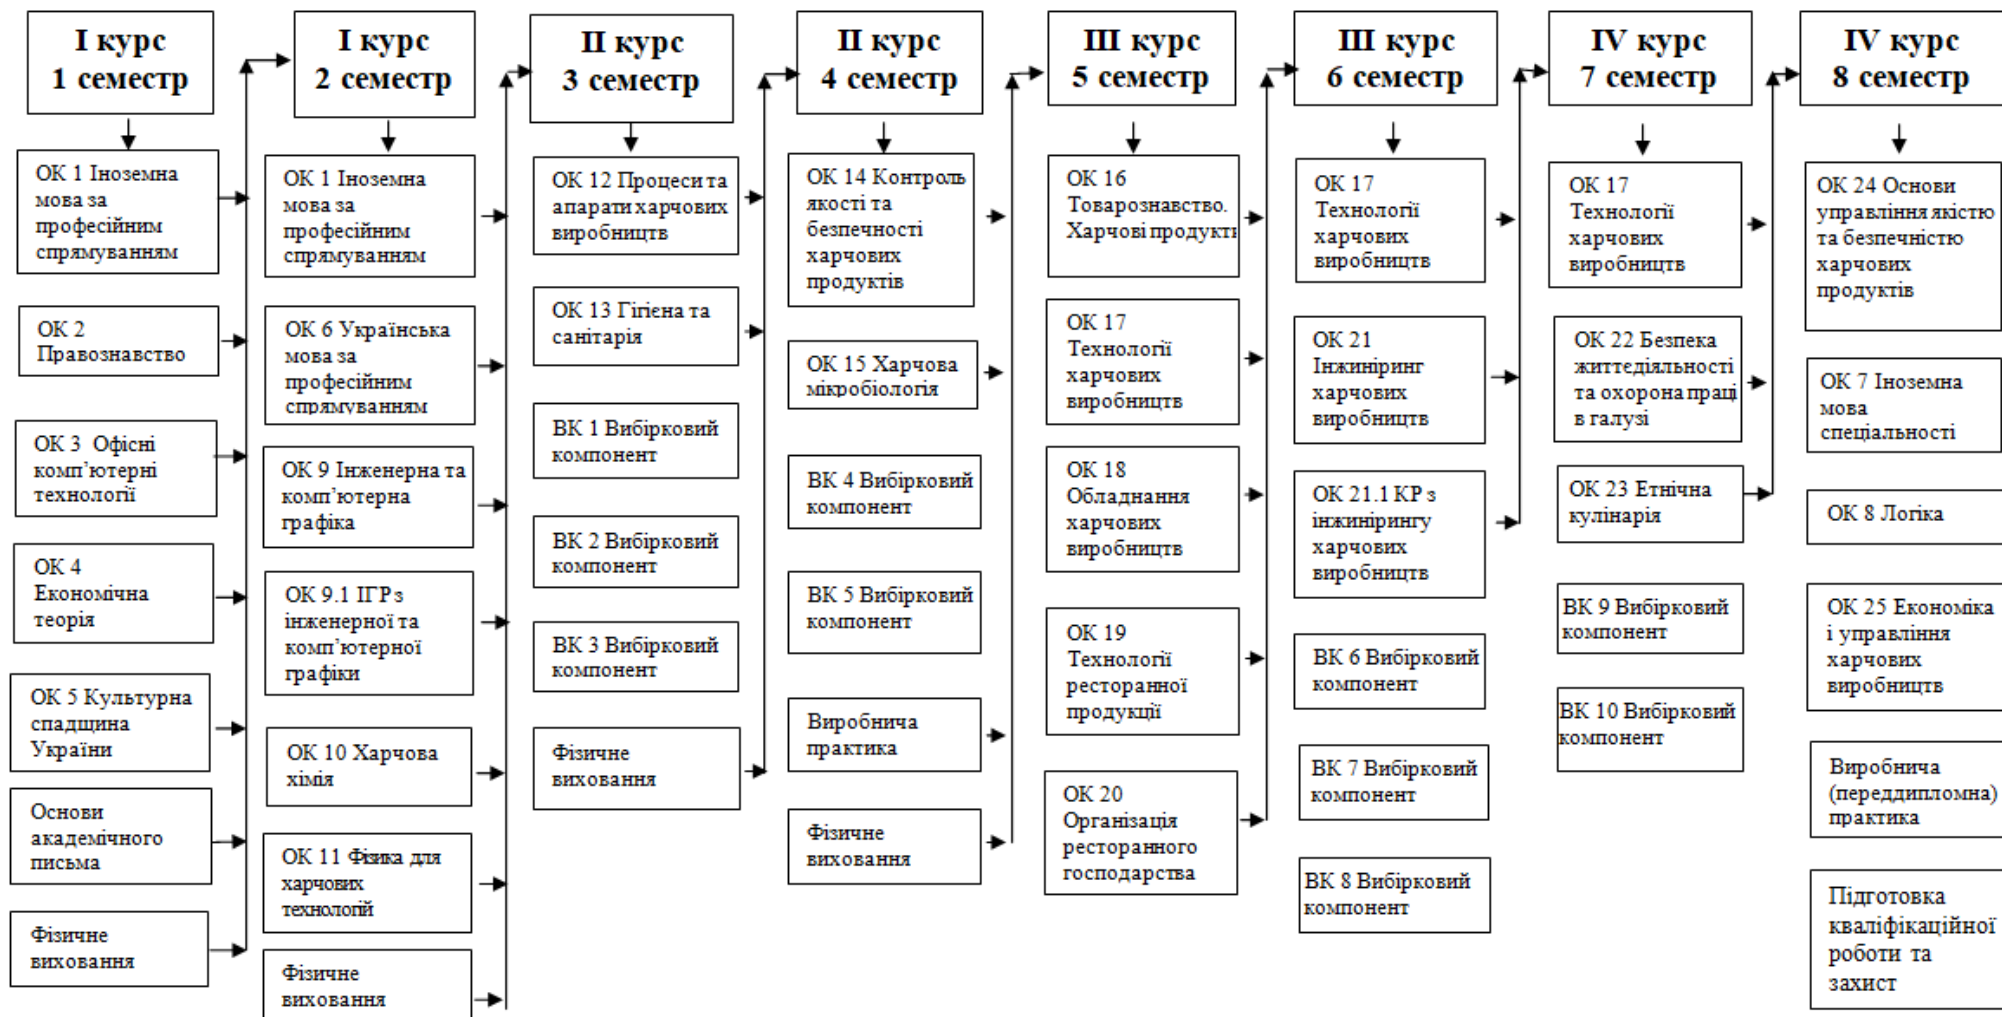 І курс
1 семестр
ОК 1 Іноземна
мова за
професійним
спрямуванням
ОК 2
Правознавство
ОК 3 Офісні
комп’ютерні
технології
ОК 4
Економічна
теорія
ОК 5 Культурна
спадщина
України
Основи
академічного
письма
Фізичне
виховання
І курс
2 семестр
ОК 1 Іноземна
мова за
професійним
спрямуванням
ОК 6 Українська
мова за
професійним
спрямуванням
ОК 9 Інженерна та
комп’ютерна
графіка
ОК 9.1 ІГР з
інженерної та
комп’ютерної
графіки
ОК 10 Харчова
хімія
ОК 11 Фізика для
харчових
технологій
Фізичне
виховання
ІІ курс
3 семестр
ОК 12 Процеси та
апарати харчових
виробництв
ОК 13 Гігієна та
санітарія
ВК 1 Вибірковий
компонент
ВК 2 Вибірковий
компонент
ВК 3 Вибірковий
компонент
Фізичне
виховання
ІІ курс
4 семестр
ОК 14 Контроль
якості та
безпечності
харчових
продуктів
ОК 15 Харчова
мікробіологія
ВК 4 Вибірковий
компонент
ВК 5 Вибірковий
компонент
Виробнича
практика
Фізичне
виховання
ІІІ курс
5 семестр
ОК 16
Товарознавство.
Харчові продукти
ОК 17
Технології
харчових
виробництв
ОК 18
Обладнання
харчових
виробництв
ОК 19
Технології
ресторанної
продукції
ОК 20
Організація
ресторанного
господарства
ІІІ курс
6 семестр
ОК 17
Технології
харчових
виробництв
ОК 21
Інжиніринг
харчових
виробництв
ОК 21.1 КР з
інжинірингу
харчових
виробництв
ВК 6 Вибірковий
компонент
ВК 7 Вибірковий
компонент
ВК 8 Вибірковий
компонент
IV курс
7 семестр
ОК 17
Технології
харчових
виробництв
ОК 22 Безпека
життєдіяльності
та охорона праці
в галузі
ОК 23 Етнічна
кулінарія
ВК 9 Вибірковий
компонент
ВК 10 Вибірковий
компонент
IV курс
8 семестр
ОК 24 Основи
управління якістю
та безпечністю
харчових
продуктів
ОК 7 Іноземна
мова
спеціальності
ОК 8 Логіка
ОК 25 Економіка
і управління
харчових
виробництв
Виробнича
(переддипломна)
практика
Підготовка
кваліфікаційної
роботи та
захист